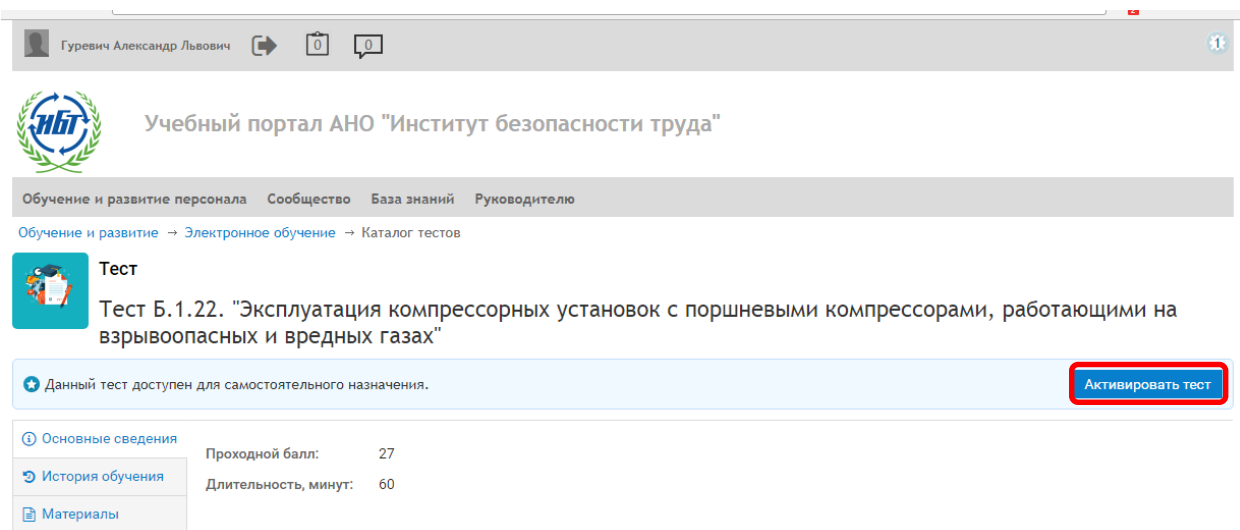 2
Гуревич Александр Львович
0
0
1
ИБТ
Учебный портал АНО "Институт безопасности труда"
Обучение и развитие персонала Сообщество База знаний Руководителю
Обучение и развитие → Электронное обучение → Каталог тестов
Тест
Тест Б.1.22. "Эксплуатация компрессорных установок с поршневыми компрессорами, работающими на
взрывоопасных и вредных газах"
Данный тест доступен для самостоятельного назначения.
Активировать тест
Основные сведения
Проходной балл: 27
История обучения
Длительность, минут: 60
Материалы